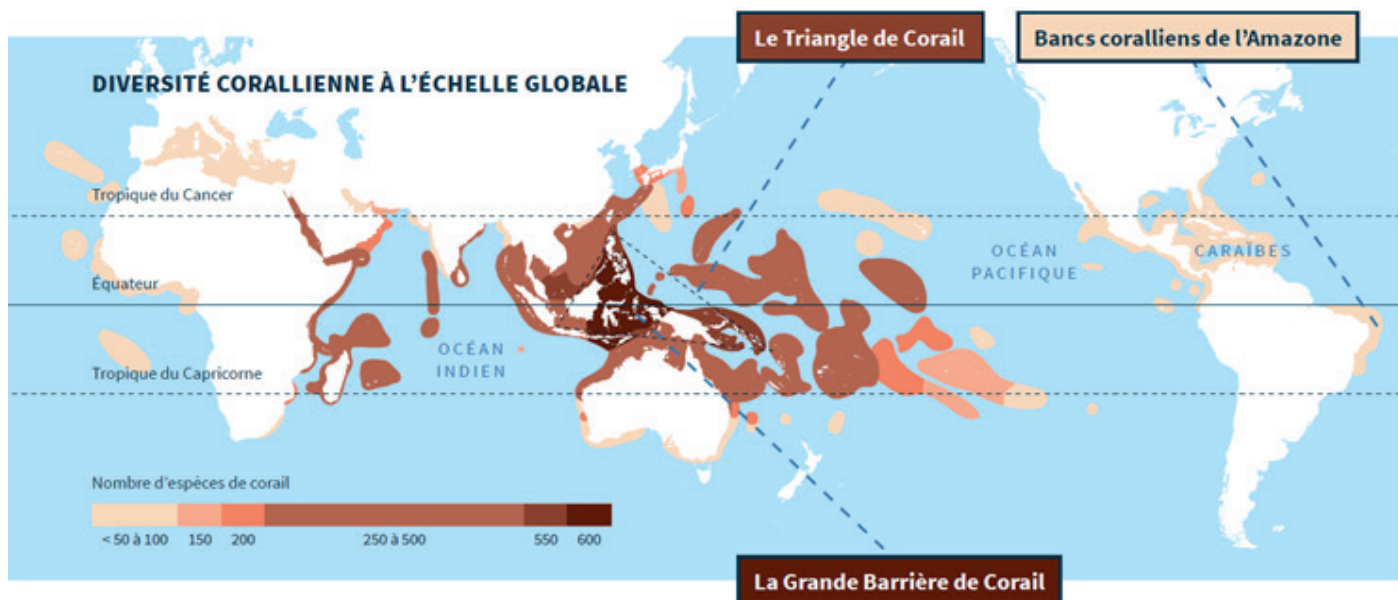 Le Triangle de Corail
Bancs coralliens de l’Amazone
DIVERSITÉ CORALLIENNE À L’ÉCHELLE GLOBALE
Tropique du Cancer
OCÉAN
PACIFIQUE
CARAÏBES
Équateur
OCÉAN
INDIEN
Tropique du Capricorne
Nombre d’espèces de corail
< 50 à 100 150 200 250 à 500 550 600
La Grande Barrière de Corail